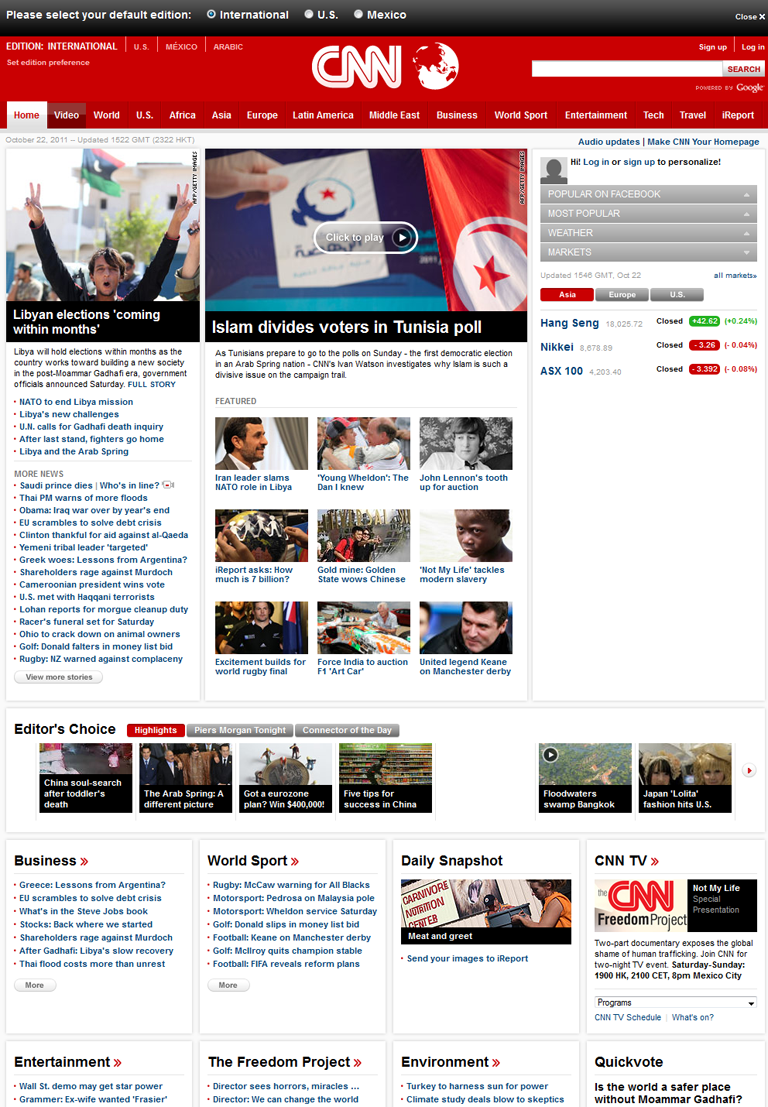 Please select your default edition: International U.S. Mexico Close X
EDITION: INTERNATIONAL U.S. MÉXICO ARABIC
Set edition preference
CNN
Sign up Log in
SEARCH
POWERED BY Google
Home Video World U.S. Africa Asia Europe Latin America Middle East Business World Sport Entertainment Tech Travel iReport
October 22, 2011 -- Updated 1522 GMT (2322 HKT)
Audio updates | Make CNN Your Homepage
AFP/GETTY IMAGES
Libyan elections 'coming
within months'
Libya will hold elections within months as the
country works toward building a new society
in the post-Moammar Gadhafi era, government
officials announced Saturday. FULL STORY
NATO to end Libya mission
Libya's new challenges
U.N. calls for Gadhafi death inquiry
After last stand, fighters go home
Libya and the Arab Spring
MORE NEWS
Saudi prince dies | Who's in line?
Thai PM warns of more floods
Obama: Iraq war over by year's end
EU scrambles to solve debt crisis
Clinton thankful for aid against al-Qaeda
Yemeni tribal leader 'targeted'
Greek woes: Lessons from Argentina?
Shareholders rage against Murdoch
Cameroonian president wins vote
U.S. met with Haqqani terrorists
Lohan reports for morgue cleanup duty
Racer's funeral set for Saturday
Ohio to crack down on animal owners
Golf: Donald falters in money list bid
Rugby: NZ warned against complaceny
View more stories
AFP/GETTY IMAGES
Click to play
2011
Islam divides voters in Tunisia poll
As Tunisians prepare to go to the polls on Sunday - the first democratic election
in an Arab Spring nation - CNN's Ivan Watson investigates why Islam is such a
divisive issue on the campaign trail.
FEATURED
Iran leader slams
NATO role in Libya
'Young Wheldon': The
Dan I knew
John Lennon's tooth
up for auction
iReport asks: How
much is 7 billion?
Gold mine: Golden
State wows Chinese
'Not My Life' tackles
modern slavery
Excitement builds for
world rugby final
Force India to auction
F1 'Art Car'
United legend Keane
on Manchester derby
Hi! Log in or sign up to personalize!
POPULAR ON FACEBOOK
MOST POPULAR
WEATHER
MARKETS
Updated 1546 GMT, Oct 22 all markets»
Asia Europe U.S.
Hang Seng 18,025.72 Closed +42.62 (+0.24%)
Nikkei 8,678.89 Closed - 3.26 (- 0.04%)
ASX 100 4,203.40 Closed - 3.392 (- 0.08%)
Editor's Choice Highlights Piers Morgan Tonight Connector of the Day
China soul-search
after toddler's
death
The Arab Spring: A
different picture
Got a eurozone
plan? Win $400,000!
Five tips for
success in China
Floodwaters
swamp Bangkok
Japan 'Lolita'
fashion hits U.S.
Business »
Greece: Lessons from Argentina?
EU scrambles to solve debt crisis
What's in the Steve Jobs book
Stocks: Back where we started
Shareholders rage against Murdoch
After Gadhafi: Libya's slow recovery
Thai flood costs more than unrest
More
World Sport »
Rugby: McCaw warning for All Blacks
Motorsport: Pedrosa on Malaysia pole
Motorsport: Wheldon service Saturday
Golf: Donald slips in money list bid
Football: Keane on Manchester derby
Golf: McIlroy quits champion stable
Football: FIFA reveals reform plans
More
Daily Snapshot
CARNIVORE
NUTRITION
CENTER
Meat and greet
Send your images to iReport
CNN TV »
the CNN
Freedom Project
Not My Life
Special
Presentation
Two-part documentary exposes the global
shame of human trafficking. Join CNN for
two-night TV event. Saturday-Sunday:
1900 HK, 2100 CET, 8pm Mexico City
Programs
CNN TV Schedule | What's on?
Entertainment »
Wall St. demo may get star power
Grammer: Ex-wife wanted 'Frasier'
The Freedom Project »
Director sees horrors, miracles ...
Director: We can change the world
Environment »
Turkey to harness sun for power
Climate study deals blow to skeptics
Quickvote
Is the world a safer place
without Moammar Gadhafi?